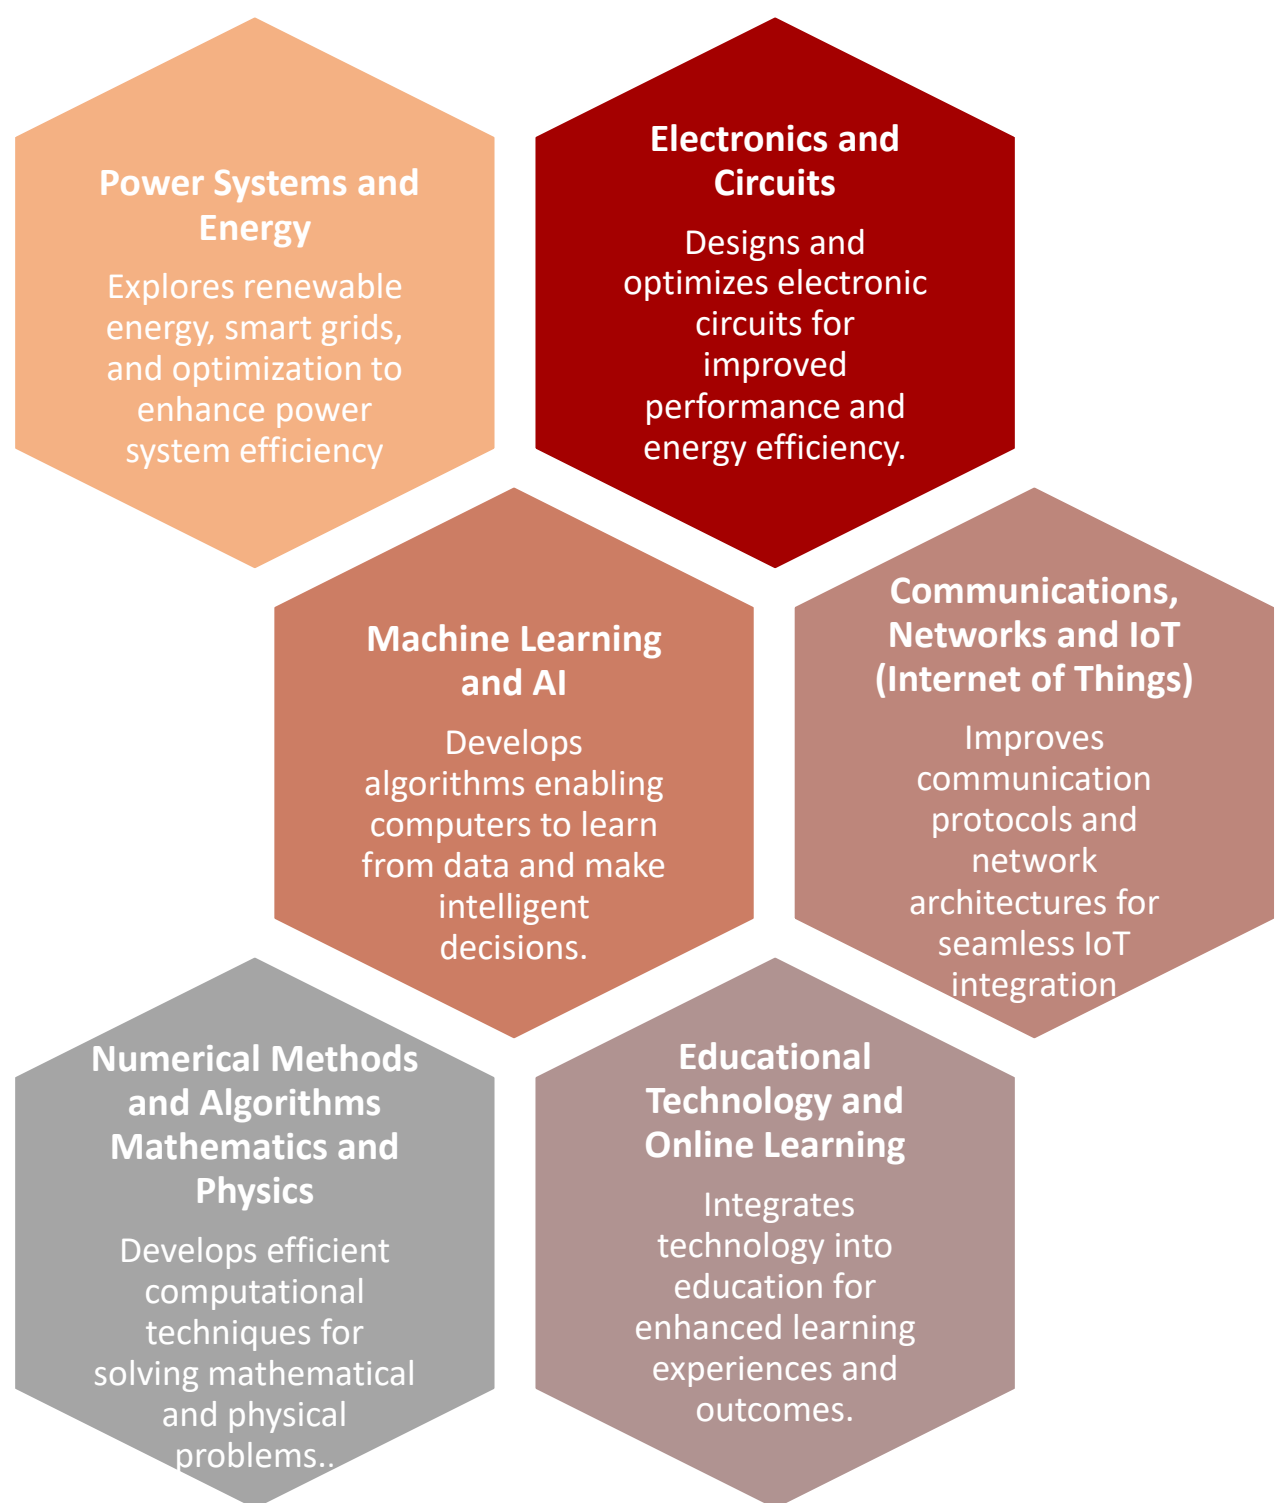 Power Systems and
Energy
Explores renewable
energy, smart grids,
and optimization to
enhance power
system efficiency
Electronics and
Circuits
Designs and
optimizes electronic
circuits for
improved
performance and
energy efficiency.
Machine Learning
and AI
Develops
algorithms enabling
computers to learn
from data and make
intelligent
decisions.
Communications,
Networks and IoT
(Internet of Things)
Improves
communication
protocols and
network
architectures for
seamless IoT
integration
Numerical Methods
and Algorithms
Mathematics and
Physics
Develops efficient
computational
techniques for
solving mathematical
and physical
problems..
Educational
Technology and
Online Learning
Integrates
technology into
education for
enhanced learning
experiences and
outcomes.